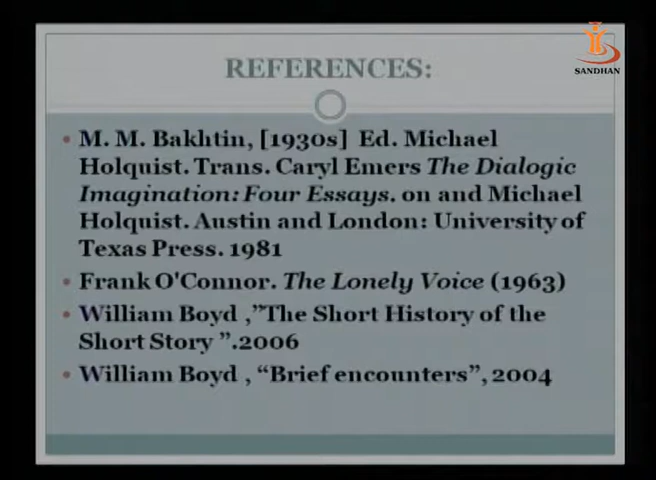 SANDHAN
REFERENCES:
• M. M. Bakhtin, [1930s] Ed. Michael
Holquist. Trans. Caryl Emers The Dialogic
Imagination: Four Essays. on and Michael
Holquist. Austin and London: University of
Texas Press. 1981
• Frank O'Connor. The Lonely Voice (1963)
• William Boyd ,”The Short History of the
Short Story ”.2006
• William Boyd , “Brief encounters”, 2004